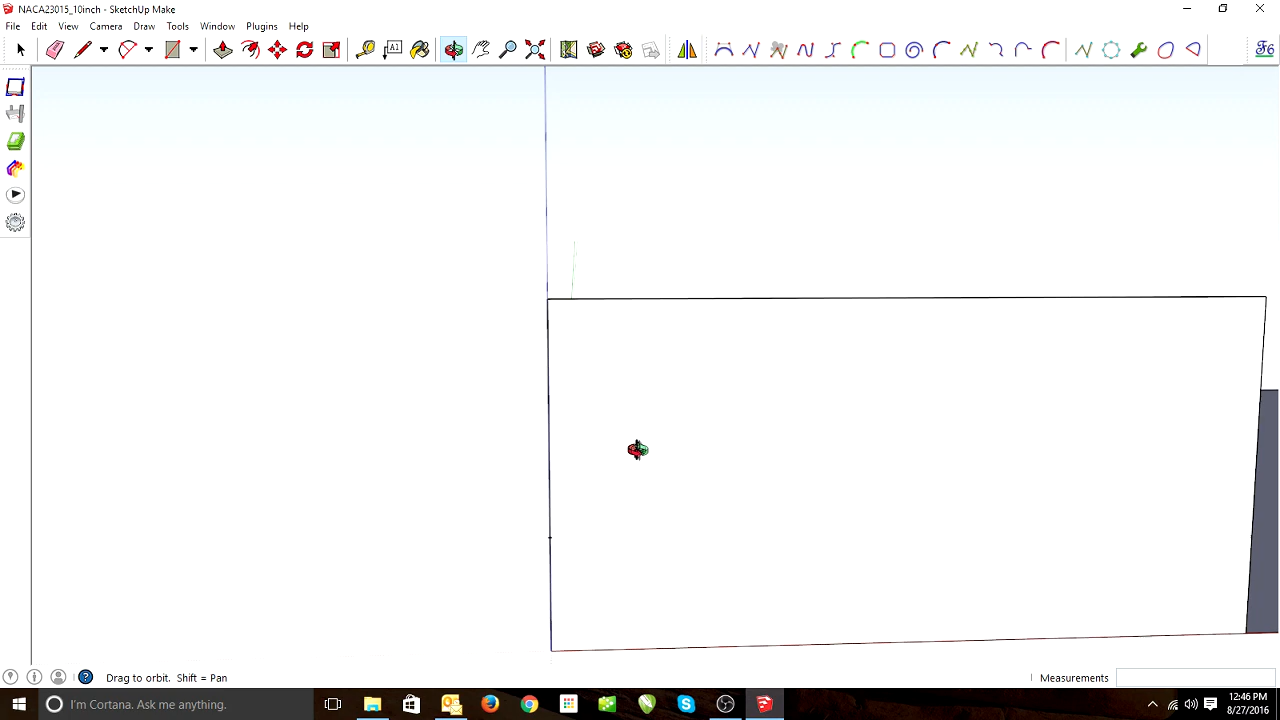 NACA23015_10inch - SketchUp Make
File Edit View Camera Draw Tools Window Plugins Help
A1
Drag to orbit. Shift = Pan
Measurements
I'm Cortana. Ask me anything.
12:46 PM
8/27/2016